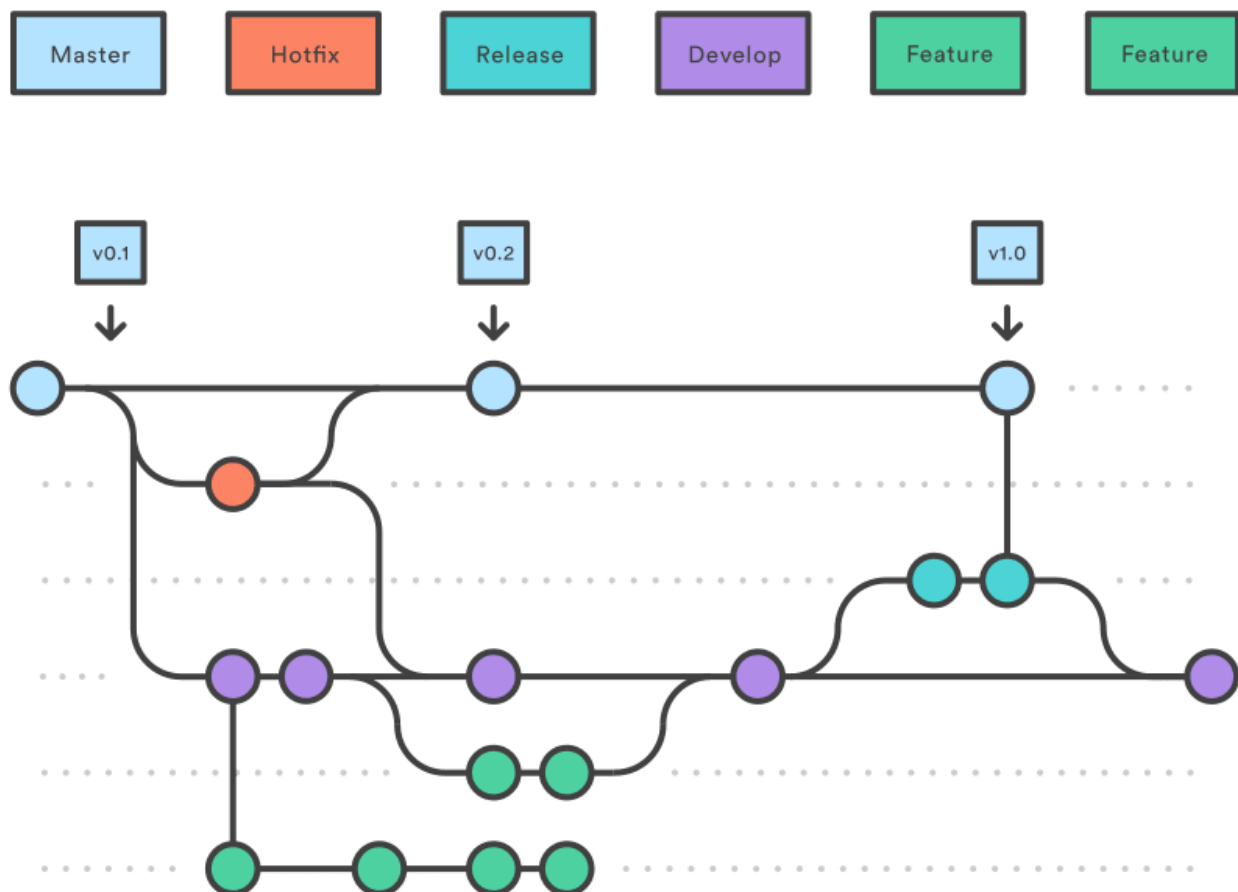 Master
Hotfix
Release
Develop
Feature
Feature
v0.1
v0.2
v1.0